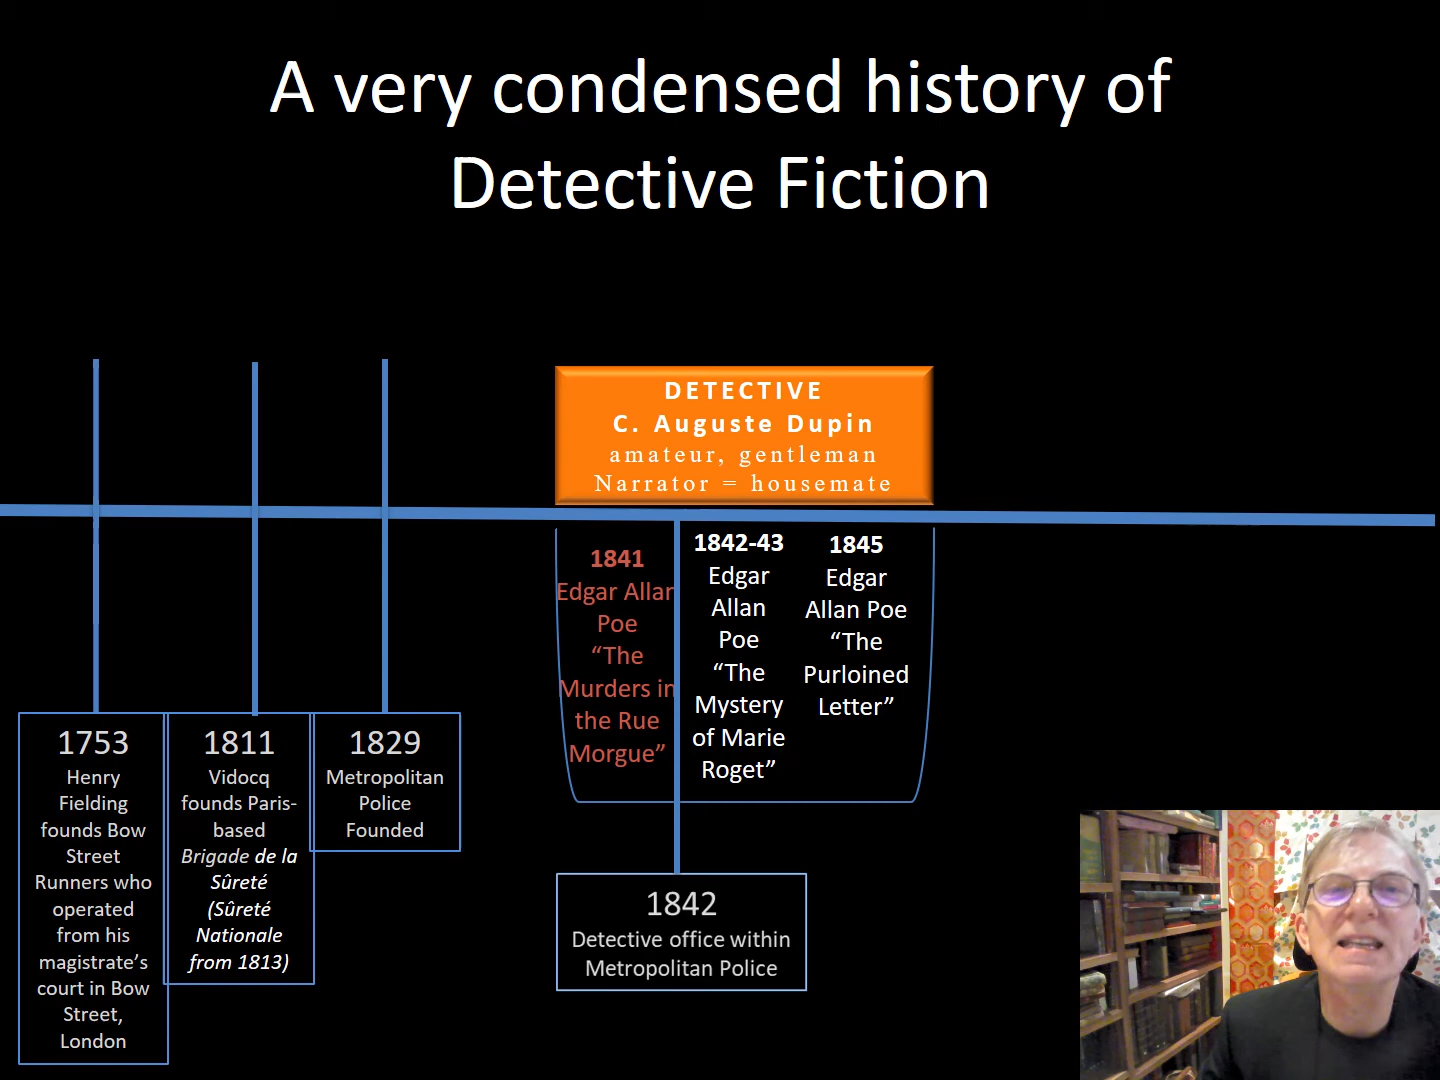 A very condensed history of
Detective Fiction
DETECTIVE
C. Auguste Dupin
amateur, gentleman
Narrator = housemate
1841
Edgar Allan
Poe
“The
Murders in
the Rue
Morgue”
1842-43
Edgar
Allan
Poe
“The
Mystery
of Marie
Roget”
1845
Edgar
Allan Poe
“The
Purloined
Letter”
1753
Henry
Fielding
founds Bow
Street
Runners who
operated
from his
magistrate’s
court in Bow
Street,
London
1811
Vidocq
founds Paris-
based
Brigade de la
Sûreté
(Sûreté
Nationale
from 1813)
1829
Metropolitan
Police
Founded
1842
Detective office within
Metropolitan Police